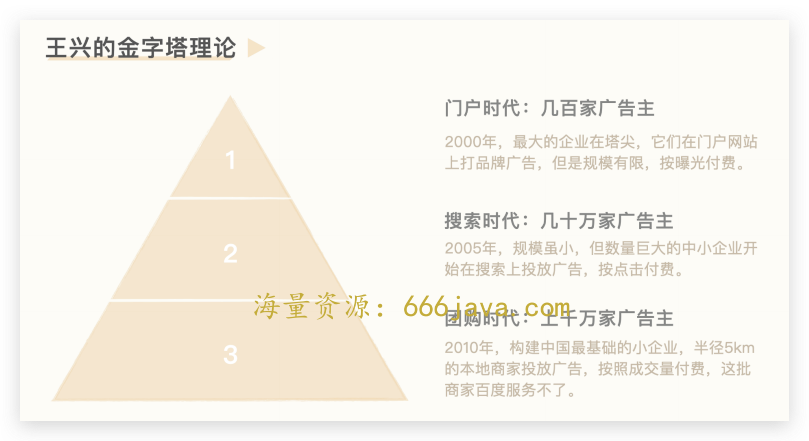 王兴的金字塔理论
1
门户时代：几百家广告主
2000年，最大的企业在塔尖，它们在门户网站
上打品牌广告，但是规模有限，按曝光付费。
2
搜索时代：几十万家广告主
2005年，规模虽小，但数量巨大的中小企业开
始在搜索上投放广告，按点击付费。
海量资源：666java.com
3
团购时代：上千万家广告主
2010年，构建中国最基础的小企业，半径5km
的本地商家投放广告，按照成交量付费，这批
商家百度服务不了。